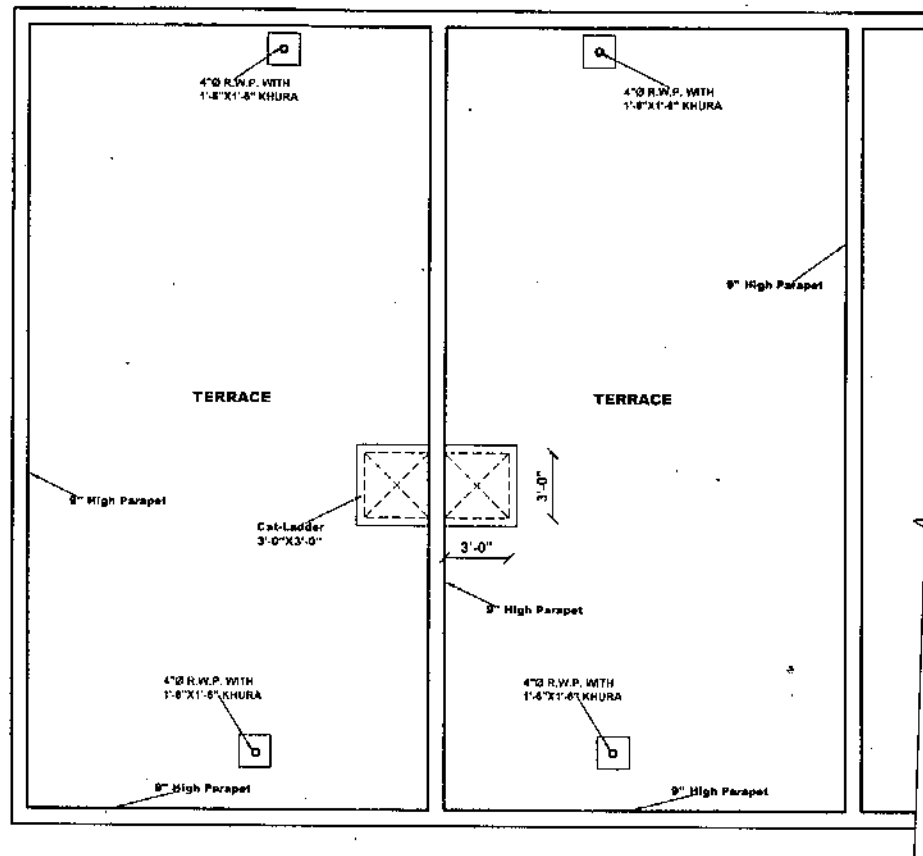 4"Ø R.W.P. WITH
1'-6"X1'-6" KHURA
4"Ø R.W.P. WITH
1'-6"X1'-6" KHURA
9" High Parapet
TERRACE
TERRACE
9" High Parapet
3'-0"
Cat-Ladder
3'-0"X3'-0"
3'-0"
9" High Parapet
4"Ø R.W.P. WITH
1'-6"X1'-6" KHURA
4"Ø R.W.P. WITH
1'-6"X1'-6" KHURA
9" High Parapet
9" High Parapet